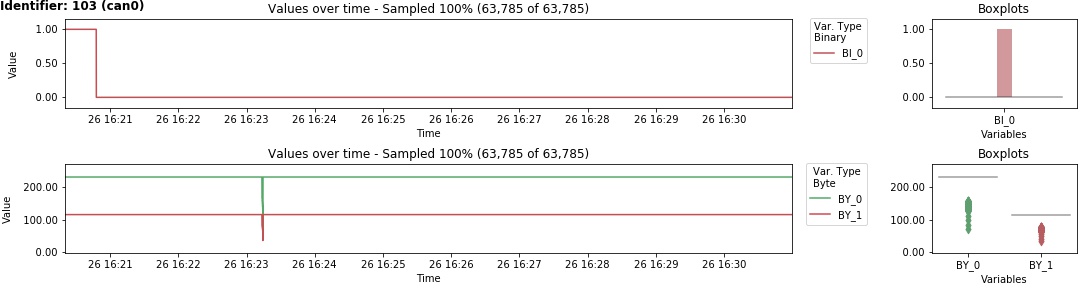 Identifier: 103 (can0)
Values over time - Sampled 100% (63,785 of 63,785)
Value
1.00
0.50
0.00
26 16:21 26 16:22 26 16:23 26 16:24 26 16:25 26 16:26 26 16:27 26 16:28 26 16:29 26 16:30
Time
Var. Type
Binary
BI_0
Boxplots
1.00
0.50
0.00
BI_0
Variables
Values over time - Sampled 100% (63,785 of 63,785)
Value
200.00
100.00
0.00
26 16:21 26 16:22 26 16:23 26 16:24 26 16:25 26 16:26 26 16:27 26 16:28 26 16:29 26 16:30
Time
Var. Type
Byte
BY_0
BY_1
Boxplots
200.00
100.00
0.00
BY_0 BY_1
Variables